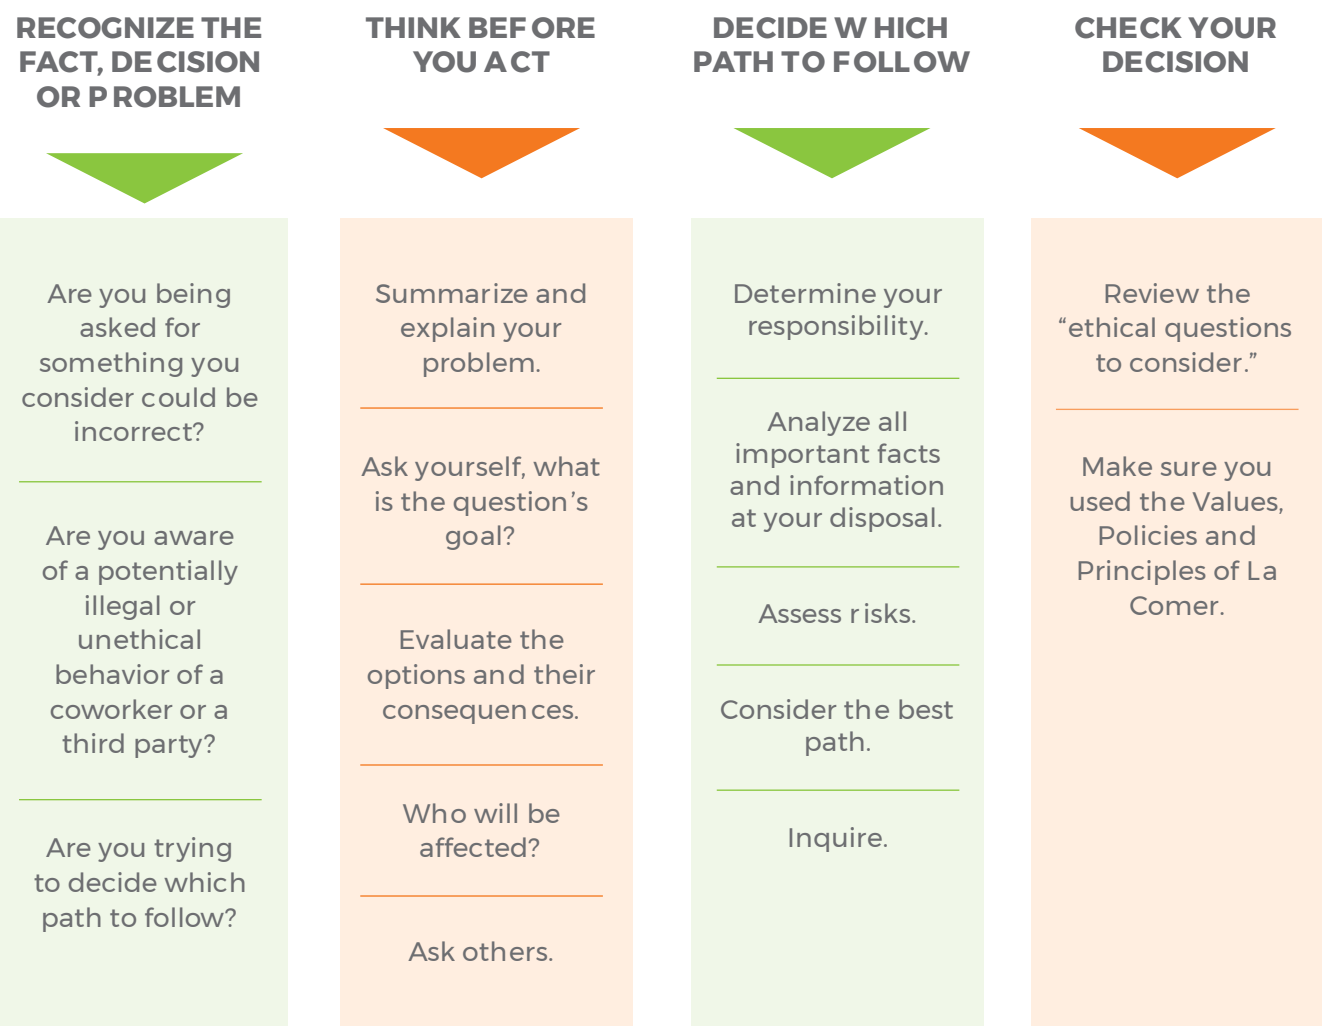 RECOGNIZE THE
FACT, DECISION
OR PROBLEM
Are you being
asked for
something you
consider could be
incorrect?
Are you aware
of a potentially
illegal or
unethical
behavior of a
coworker or a
third party?
Are you trying
to decide which
path to follow?
THINK BEFORE
YOU ACT
Summarize and
explain your
problem.
Ask yourself, what
is the question’s
goal?
Evaluate the
options and their
consequences.
Who will be
affected?
Ask others.
DECIDE WHICH
PATH TO FOLLOW
Determine your
responsibility.
Analyze all
important facts
and information
at your disposal.
Assess risks.
Consider the best
path.
Inquire.
CHECK YOUR
DECISION
Review the
“ethical questions
to consider.”
Make sure you
used the Values,
Policies and
Principles of La
Comer.